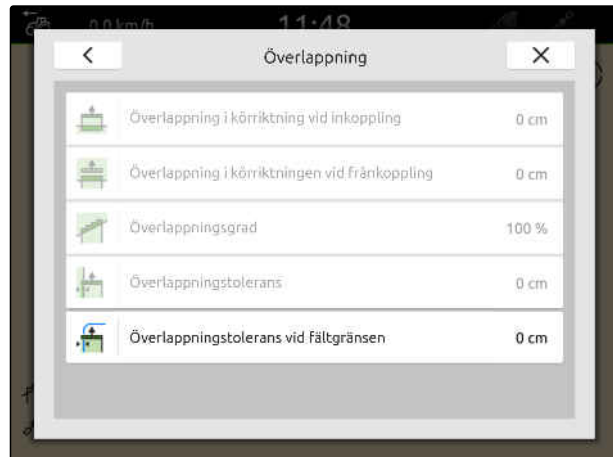 0.0 km/h 11:48
Överlappning
Överlappning i körriktning vid inkoppling 0 cm
Överlappning i körriktningen vid frånkoppling 0 cm
Överlappningsgrad 100 %
Överlappningstolerans 0 cm
Överlappningstolerans vid fältgränsen 0 cm